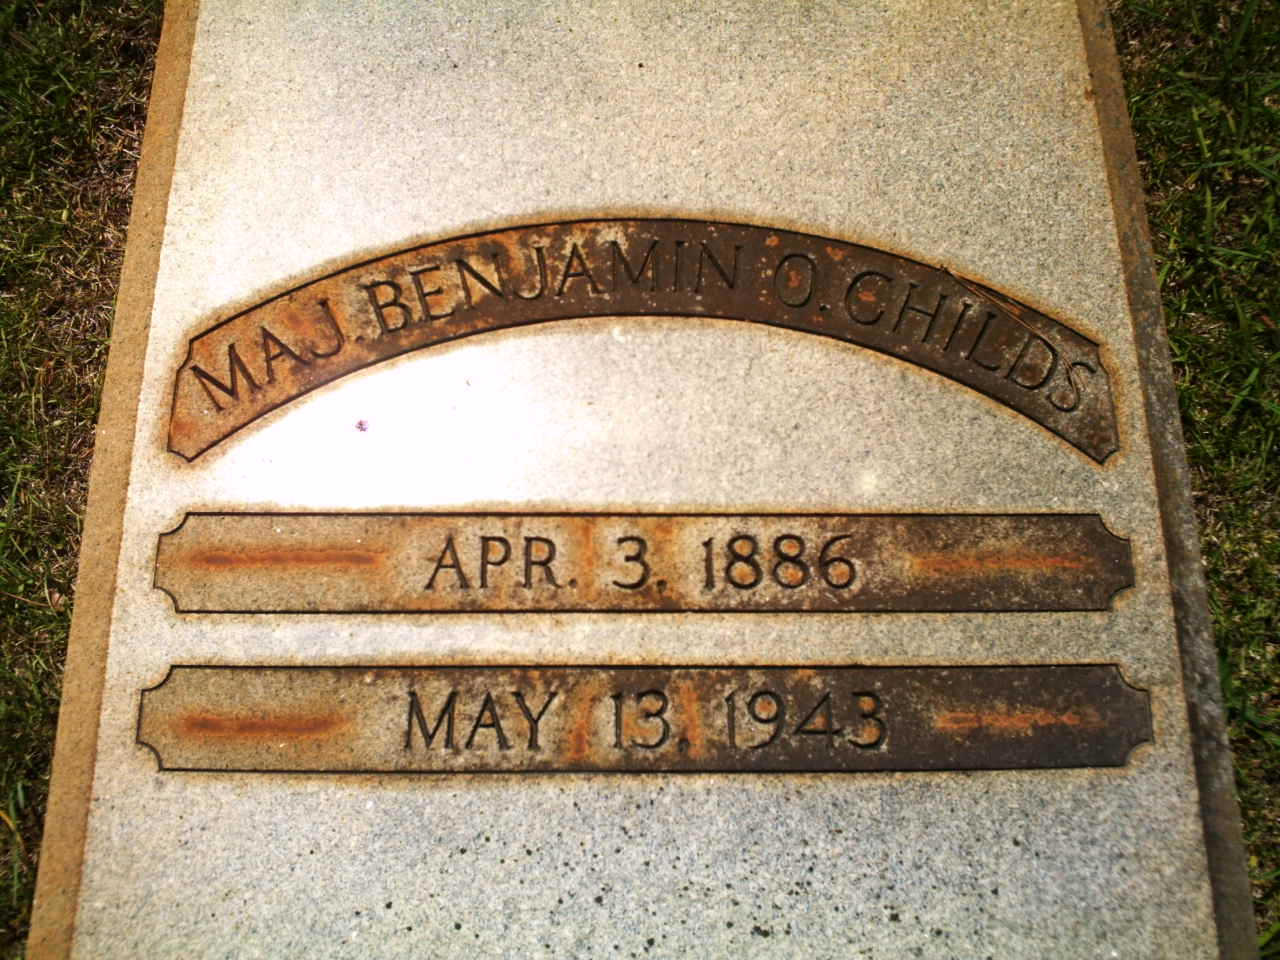 MAJ. BENJAMIN O. CHILDS
APR. 3. 1886
MAY 13, 1943